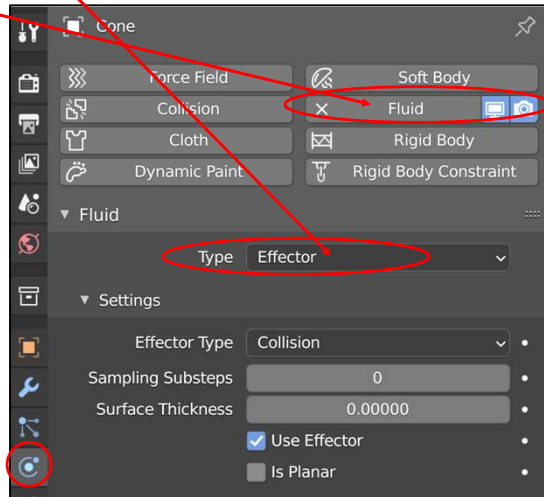 Cone
Force Field Soft Body
Collision Fluid
Cloth Rigid Body
Dynamic Paint Rigid Body Constraint
Fluid
Type Effector
Settings
Effector Type Collision
Sampling Substeps 0
Surface Thickness 0.00000
Use Effector
Is Planar